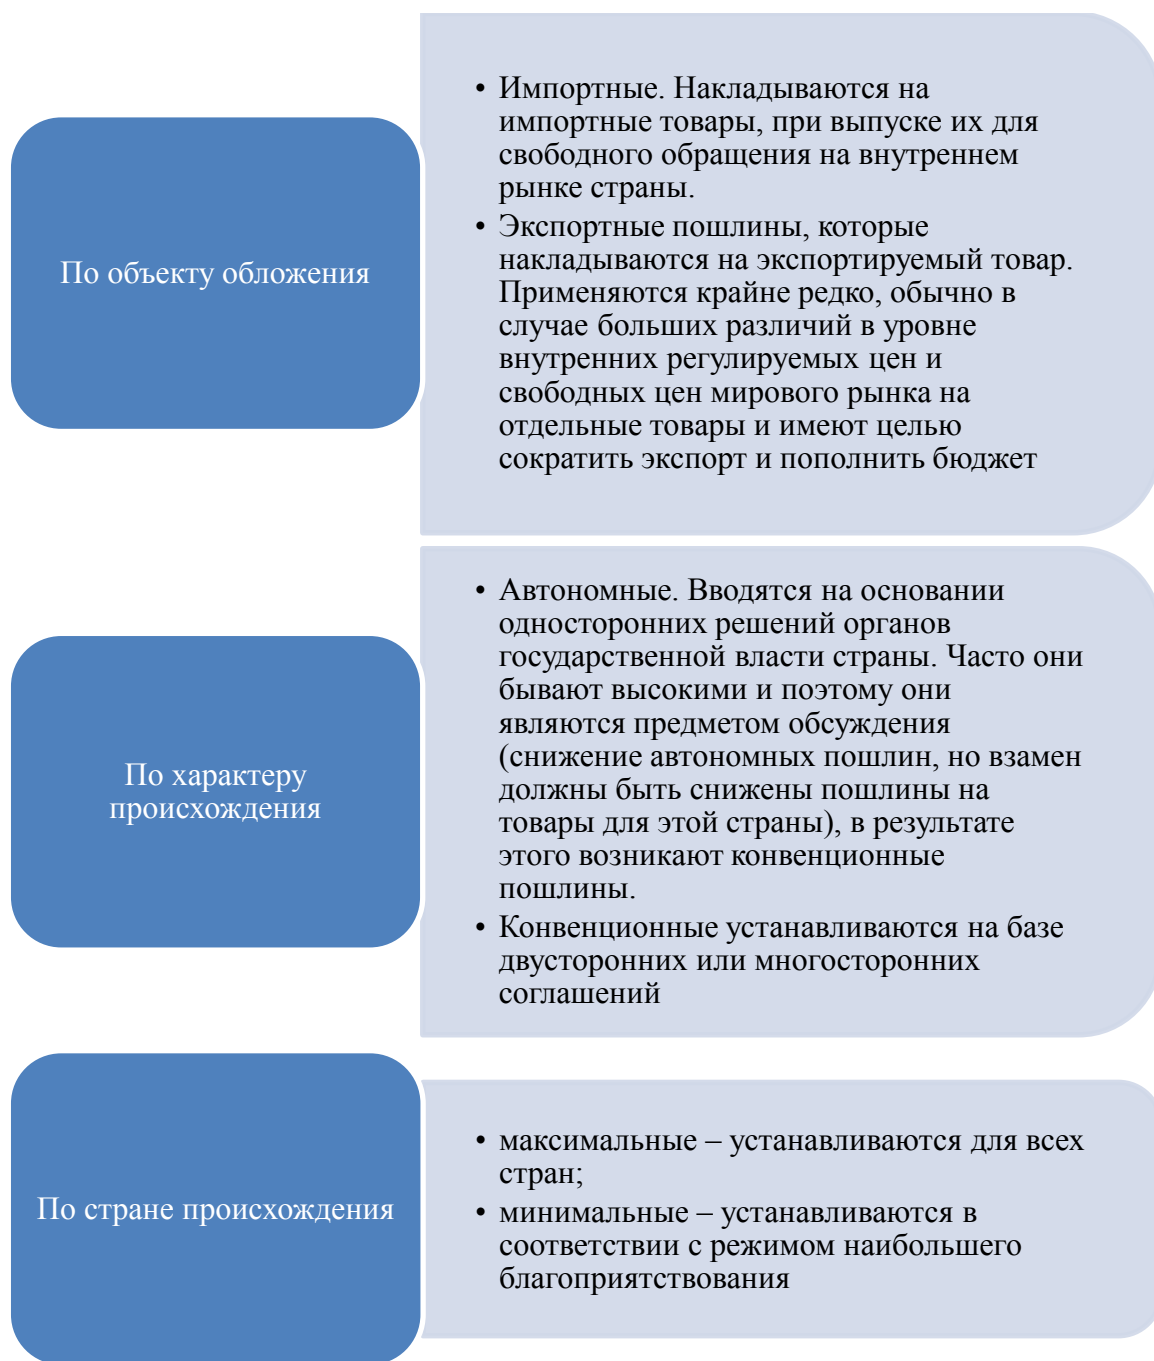 По объекту обложения
• Импортные. Накладываются на
импортные товары, при выпуске их для
свободного обращения на внутреннем
рынке страны.
• Экспортные пошлины, которые
накладываются на экспортируемый товар.
Применяются крайне редко, обычно в
случае больших различий в уровне
внутренних регулируемых цен и
свободных цен мирового рынка на
отдельные товары и имеют целью
сократить экспорт и пополнить бюджет
По характеру
происхождения
• Автономные. Вводятся на основании
односторонних решений органов
государственной власти страны. Часто они
бывают высокими и поэтому они
являются предметом обсуждения
(снижение автономных пошлин, но взамен
должны быть снижены пошлины на
товары для этой страны), в результате
этого возникают конвенционные
пошлины.
• Конвенционные устанавливаются на базе
двусторонних или многосторонних
соглашений
По стране происхождения
• максимальные – устанавливаются для всех
стран;
• минимальные – устанавливаются в
соответствии с режимом наибольшего
благоприятствования